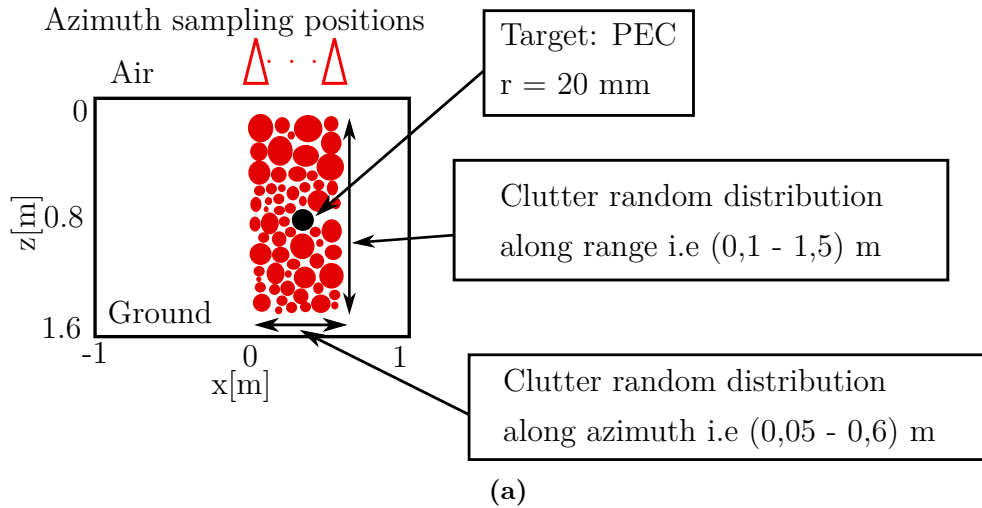 Azimuth sampling positions
Air
Target: PEC
r = 20 mm
0
0.8
z[m]
1.6
Ground
-1
0
1
x[m]
Clutter random distribution
along range i.e (0,1 - 1,5) m
Clutter random distribution
along azimuth i.e (0,05 - 0,6) m
(a)